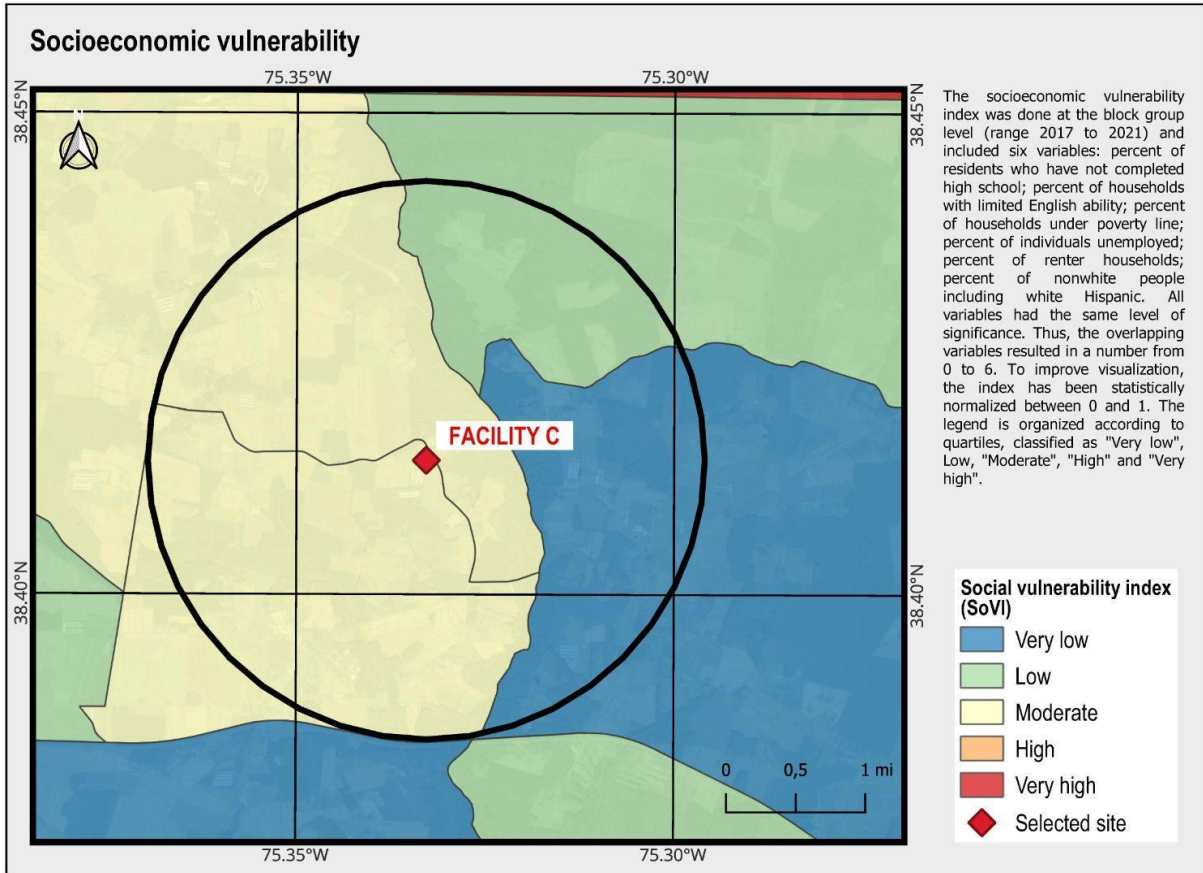 Socioeconomic vulnerability
75.35°W
75.30°W
38.45°N
38.45°N
N
The socioeconomic vulnerability
index was done at the block group
level (range 2017 to 2021) and
included six variables: percent of
residents who have not completed
high school; percent of households
with limited English ability; percent
of households under poverty line;
percent of individuals unemployed;
percent of renter households;
percent of nonwhite people
including white Hispanic. All
variables had the same level of
significance. Thus, the overlapping
variables resulted in a number from
0 to 6. To improve visualization,
the index has been statistically
normalized between 0 and 1. The
legend is organized according to
quartiles, classified as "Very low",
Low, "Moderate", "High" and "Very
high".
FACILITY C
38.40°N
38.40°N
Social vulnerability index
(SoVI)
Very low
Low
Moderate
High
Very high
Selected site
0 0,5 1 mi
75.35°W
75.30°W